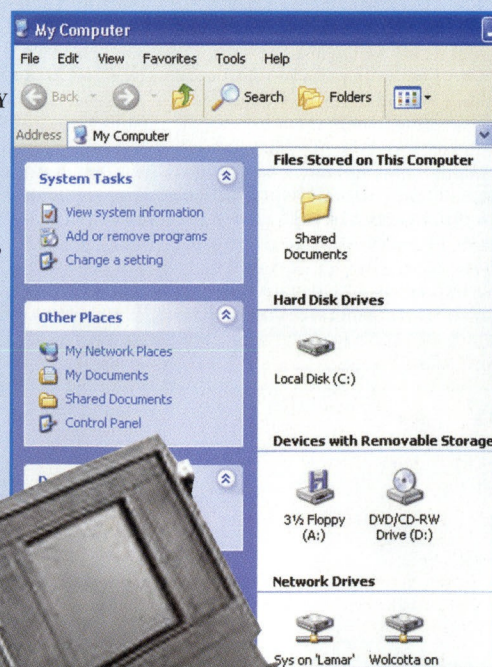 My Computer
File Edit View Favorites Tools Help
Back Search Folders
Address My Computer
System Tasks
View system information
Add or remove programs
Change a setting
Other Places
My Network Places
My Documents
Shared Documents
Control Panel
Files Stored on This Computer
Shared
Documents
Hard Disk Drives
Local Disk (C:)
Devices with Removable Storage
3½ Floppy
(A:)
DVD/CD-RW
Drive (D:)
Network Drives
Sys on 'Lamar'
Wolcotta on